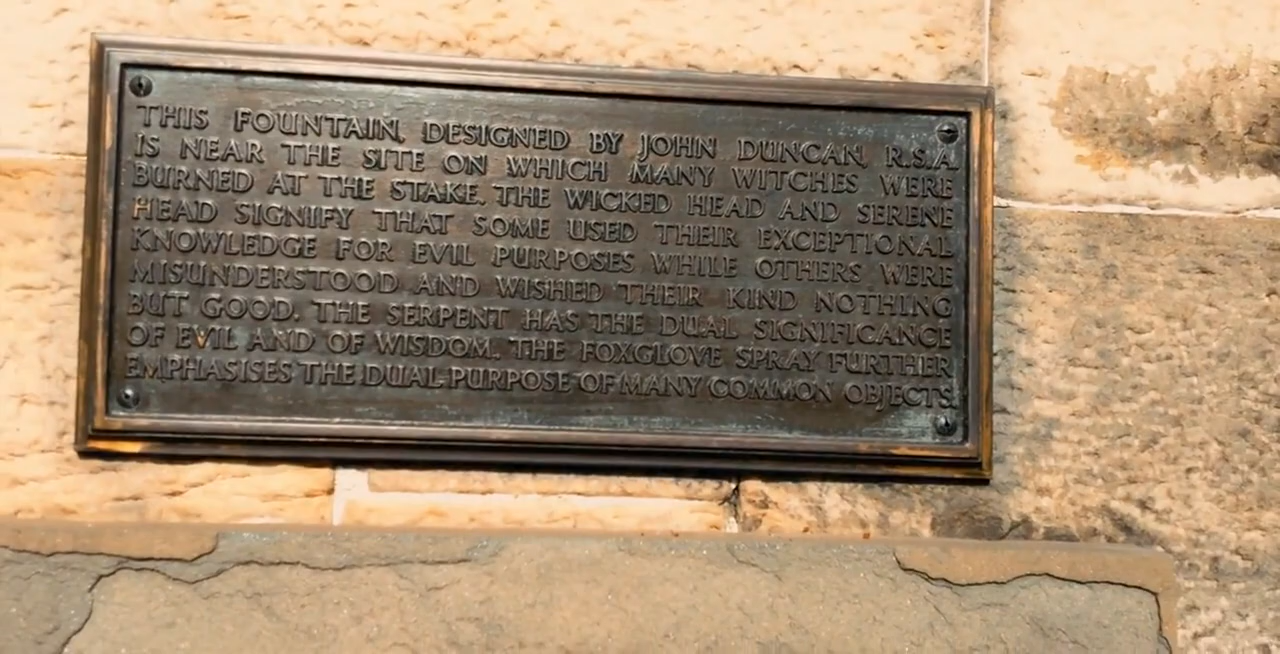 THIS FOUNTAIN, DESIGNED BY JOHN DUNCAN, R.S.A.
IS NEAR THE SITE ON WHICH MANY WITCHES WERE
BURNED AT THE STAKE. THE WICKED HEAD AND SERENE
HEAD SIGNIFY THAT SOME USED THEIR EXCEPTIONAL
KNOWLEDGE FOR EVIL PURPOSES WHILE OTHERS WERE
MISUNDERSTOOD AND WISHED THEIR KIND NOTHING
BUT GOOD. THE SERPENT HAS THE DUAL SIGNIFICANCE
OF EVIL AND OF WISDOM. THE FOXGLOVE SPRAY FURTHER
EMPHASISES THE DUAL PURPOSE OF MANY COMMON OBJECTS.